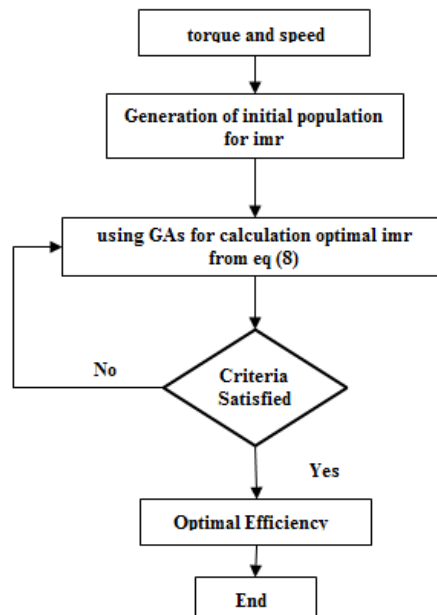 torque and speed
Generation of initial population
for imr
using GAs for calculation optimal imr
from eq (8)
No
Criteria
Satisfied
Yes
Optimal Efficiency
End